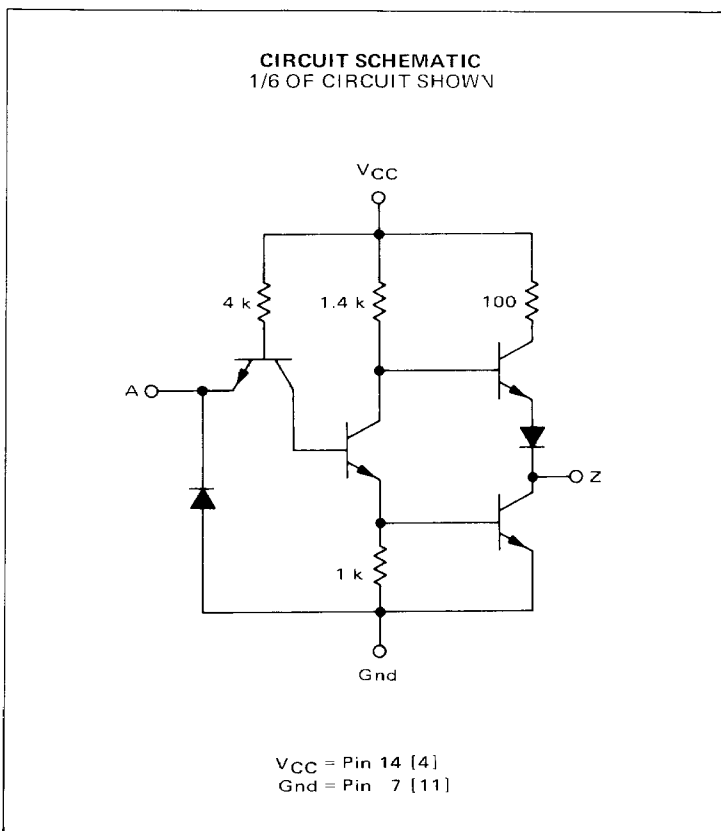 CIRCUIT SCHEMATIC
1/6 OF CIRCUIT SHOWN
VCC
4 k
1.4 k
100
A
Z
1 k
Gnd
VCC = Pin 14 [4]
Gnd = Pin 7 [11]